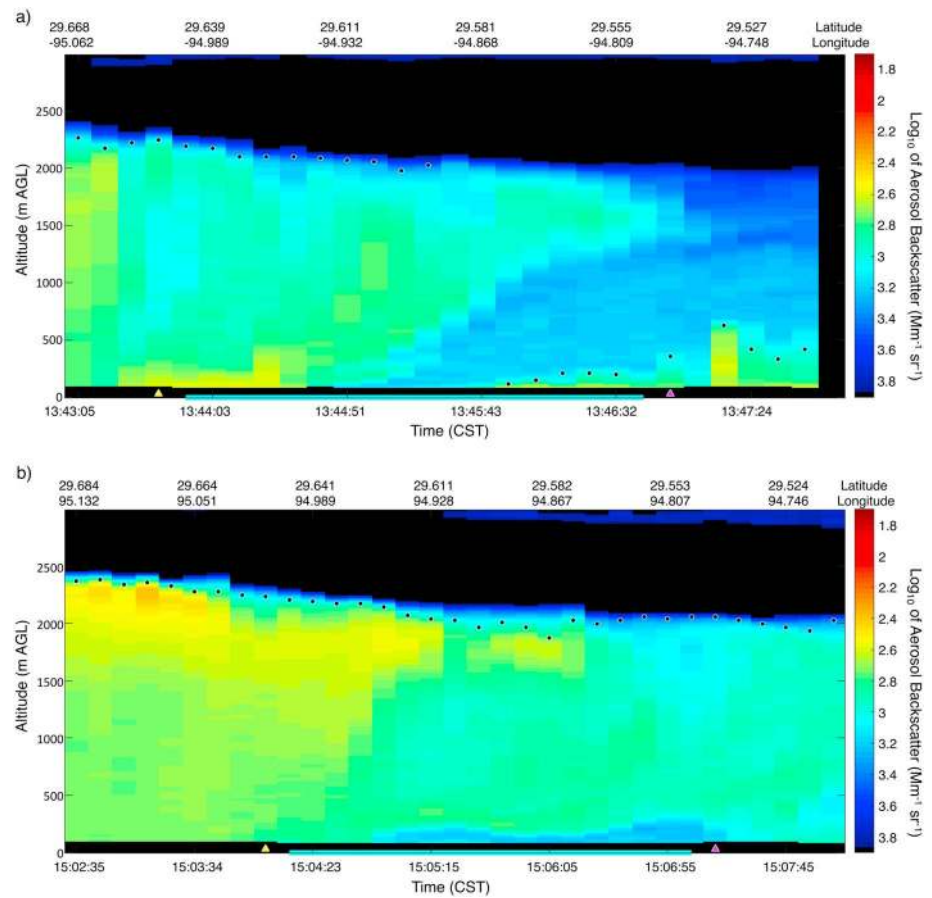 a)
29.668 29.639 29.611 29.581 29.555 29.527 Latitude
-95.062 -94.989 -94.932 -94.868 -94.809 -94.748 Longitude
2500
2000
1500
1000
500
0
Altitude (m AGL)
13:43:05 13:44:03 13:44:51 13:45:43 13:46:32 13:47:24
Time (CST)
1.8
2
2.2
2.4
2.6
2.8
3
3.2
3.4
3.6
3.8
Log10 of Aerosol Backscatter (Mm-1 sr-1)
b)
29.684 29.664 29.641 29.611 29.582 29.553 29.524 Latitude
95.132 95.051 94.989 94.928 94.867 94.807 94.746 Longitude
2500
2000
1500
1000
500
0
Altitude (m AGL)
15:02:35 15:03:34 15:04:23 15:05:15 15:06:05 15:06:55 15:07:45
Time (CST)
1.8
2
2.2
2.4
2.6
2.8
3
3.2
3.4
3.6
3.8
Log10 of Aerosol Backscatter (Mm-1 sr-1)